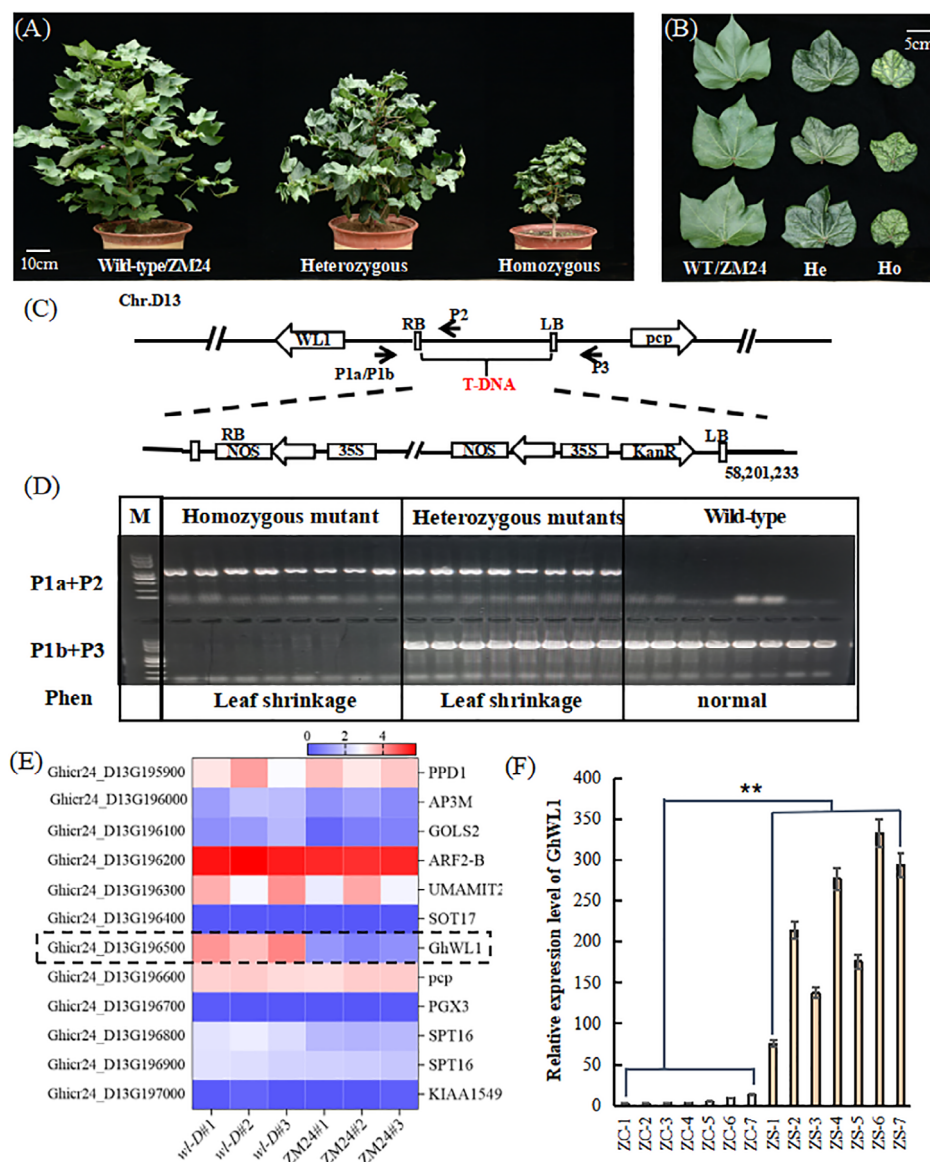 (A)
10cm
Wild-type/ZM24
Heterozygous
Homozygous
(B)
5cm
WT/ZM24
He
Ho
(C)
Chr.D13
WL1
RB
P2
LB
pcp
P1a/P1b
T-DNA
P3
RB
NOS
35S
NOS
35S
KanR
LB
58,201,233
(D)
M
Homozygous mutant
Heterozygous mutants
Wild-type
P1a+P2
P1b+P3
Phen
Leaf shrinkage
Leaf shrinkage
normal
(E)
0 2 4
Ghicr24_D13G195900 PPD1
Ghicr24_D13G196000 AP3M
Ghicr24_D13G196100 GOLS2
Ghicr24_D13G196200 ARF2-B
Ghicr24_D13G196300 UMAMIT2
Ghicr24_D13G196400 SOT17
Ghicr24_D13G196500 GhWL1
Ghicr24_D13G196600 pcp
Ghicr24_D13G196700 PGX3
Ghicr24_D13G196800 SPT16
Ghicr24_D13G196900 SPT16
Ghicr24_D13G197000 KIAA1549
wl-D#1
wl-D#2
wl-D#3
ZM24#1
ZM24#2
ZM24#3
(F)
Relative expression level of GhWL1
400
350
300
250
200
150
100
50
0
**
ZC-1
ZC-2
ZC-3
ZC-4
ZC-5
ZC-6
ZC-7
ZS-1
ZS-2
ZS-3
ZS-4
ZS-5
ZS-6
ZS-7